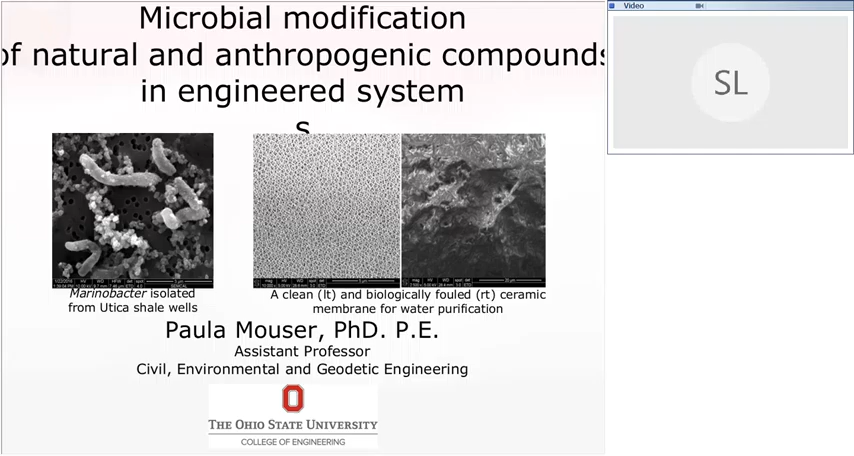 Microbial modification
of natural and anthropogenic compounds
in engineered system
s
Marinobacter isolated
from Utica shale wells
A clean (lt) and biologically fouled (rt) ceramic
membrane for water purification
Paula Mouser, PhD. P.E.
Assistant Professor
Civil, Environmental and Geodetic Engineering
THE OHIO STATE UNIVERSITY
COLLEGE OF ENGINEERING
Video
SL